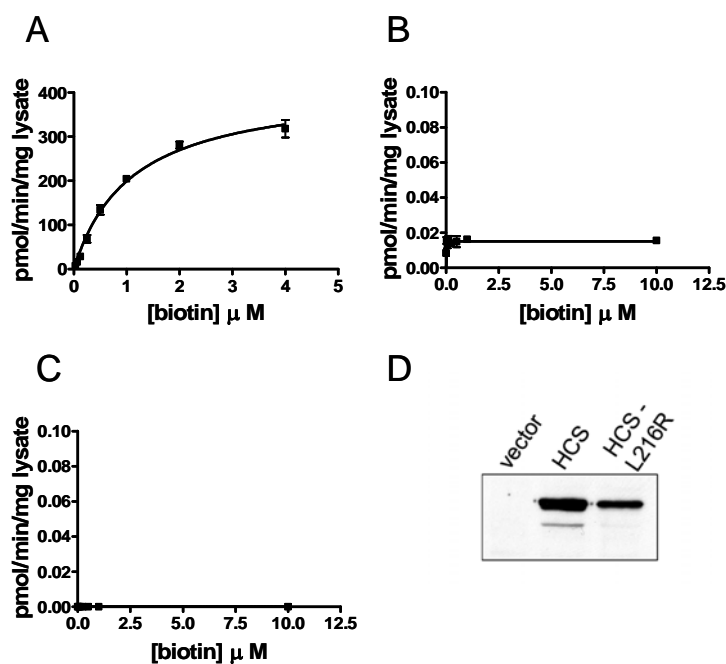 A
pmol/min/mg lysate
400
300
200
100
0
0 1 2 3 4 5
[biotin] μ M
B
pmol/min/mg lysate
0.10
0.08
0.06
0.04
0.02
0.00
0.0 2.5 5.0 7.5 10.0 12.5
[biotin] μ M
C
pmol/min/mg lysate
0.10
0.08
0.06
0.04
0.02
0.00
0.0 2.5 5.0 7.5 10.0 12.5
[biotin] μ M
D
vector
HCS
HCS -
L216R